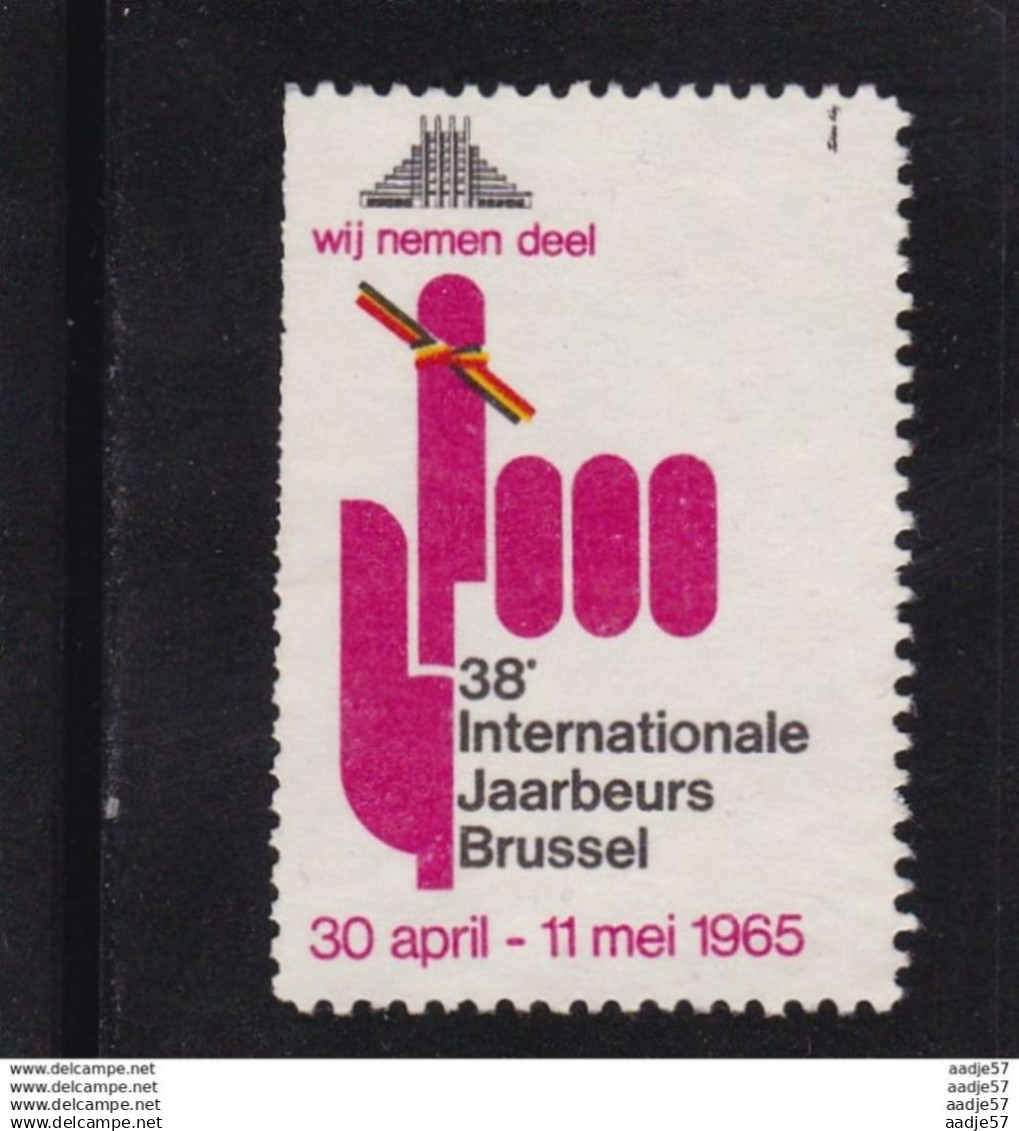 wij nemen deel
38e
Internationale
Jaarbeurs
Brussel
30 april - 11 mei 1965
www.delcampe.net
www.delcampe.net
www.delcampe.net
www.delcampe.net
aadje57
aadje57
aadje57
aadje57